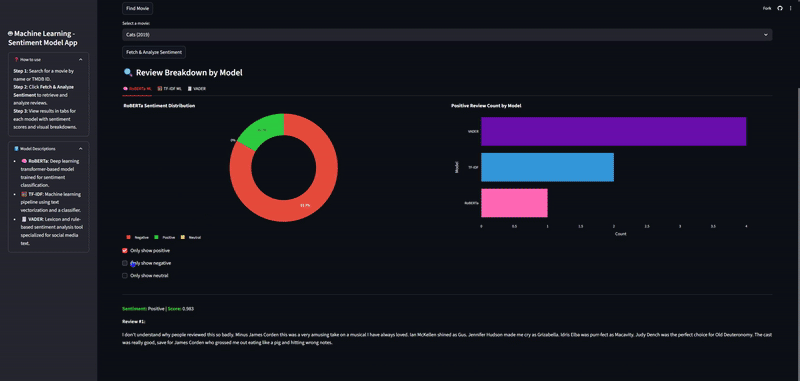 Find Movie
Fork
Select a movie:
Cats (2019)
Fetch & Analyze Sentiment
Machine Learning -
Sentiment Model App
How to use
Step 1: Search for a movie by
name or TMDB ID.
Step 2: Click Fetch & Analyze
Sentiment to retrieve and
analyze reviews.
Step 3: View results in tabs for
each model with sentiment
scores and visual breakdowns.
Model Descriptions
RoBERTa: Deep learning
transformer-based model
trained for sentiment
classification.
TF-IDF: Machine learning
pipeline using text
vectorization and a classifier.
VADER: Lexicon and rule-
based sentiment analysis tool
specialized for social media
text.
Review Breakdown by Model
RoBERTa ML
TF-IDF ML
VADER
RoBERTa Sentiment Distribution
0%
Negative
Positive
Neutral
Positive Review Count by Model
Model
VADER
TF-IDF
RoBERTa
0
0.5
1
1.5
2
2.5
3
3.5
4
Count
Only show positive
Only show negative
Only show neutral
Sentiment: Positive | Score: 0.983
Review #1:
I don't understand why people reviewed this so badly. Minus James Corden this was a very amusing take on a musical I have always loved. Ian McKellen shined as Gus. Jennifer Hudson made me cry as Grizabella. Idris Elba was purr-fect as Macavity. Judy Dench was the perfect choice for Old Deuteronomy. The cast
was really good, save for James Corden who grossed me out eating like a pig and hitting wrong notes.